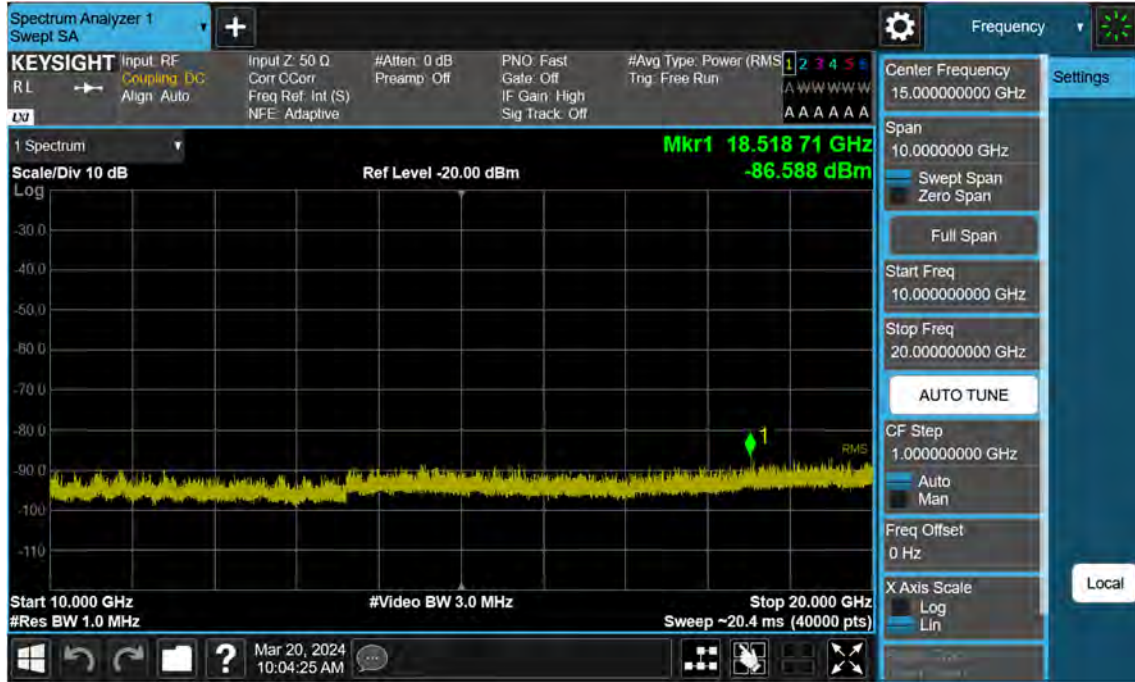 Spectrum Analyzer 1
Swept SA
Frequency
KEYSIGHT
RL
LXI
Input: RF
Coupling: DC
Align: Auto
Input Z: 50 Ω
Corr CCorr
Freq Ref: Int (S)
NFE: Adaptive
#Atten: 0 dB
Preamp: Off
PNO: Fast
Gate: Off
IF Gain: High
Sig Track: Off
#Avg Type: Power (RMS
Trig: Free Run
1 2 3 4 5 6
A W W W W W
A A A A A A
1 Spectrum
Scale/Div 10 dB
Log
Ref Level -20.00 dBm
Mkr1 18.518 71 GHz
-86.588 dBm
-30.0
-40.0
-50.0
-60.0
-70.0
-80.0
-90.0
-100
-110
1
RMS
Start 10.000 GHz
#Res BW 1.0 MHz
#Video BW 3.0 MHz
Stop 20.000 GHz
Sweep ~20.4 ms (40000 pts)
Center Frequency
15.000000000 GHz
Span
10.0000000 GHz
Swept Span
Zero Span
Full Span
Start Freq
10.000000000 GHz
Stop Freq
20.000000000 GHz
AUTO TUNE
CF Step
1.000000000 GHz
Auto
Man
Freq Offset
0 Hz
X Axis Scale
Log
Lin
Settings
Local
?
Mar 20, 2024
10:04:25 AM